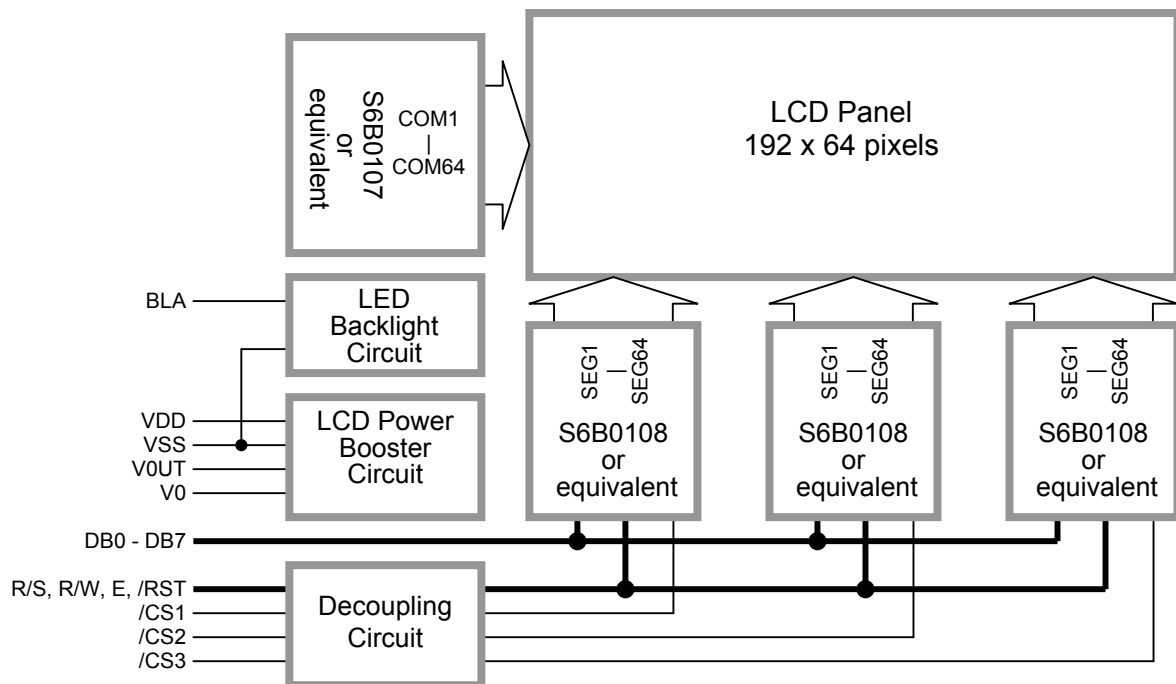 S6B0107
or
equivalent
COM1
|
COM64
LCD Panel
192 x 64 pixels
BLA
LED
Backlight
Circuit
VDD
VSS
V0UT
V0
LCD Power
Booster
Circuit
SEG1
|
SEG64
S6B0108
or
equivalent
SEG1
|
SEG64
S6B0108
or
equivalent
SEG1
|
SEG64
S6B0108
or
equivalent
DB0 - DB7
R/S, R/W, E, /RST
/CS1
/CS2
/CS3
Decoupling
Circuit